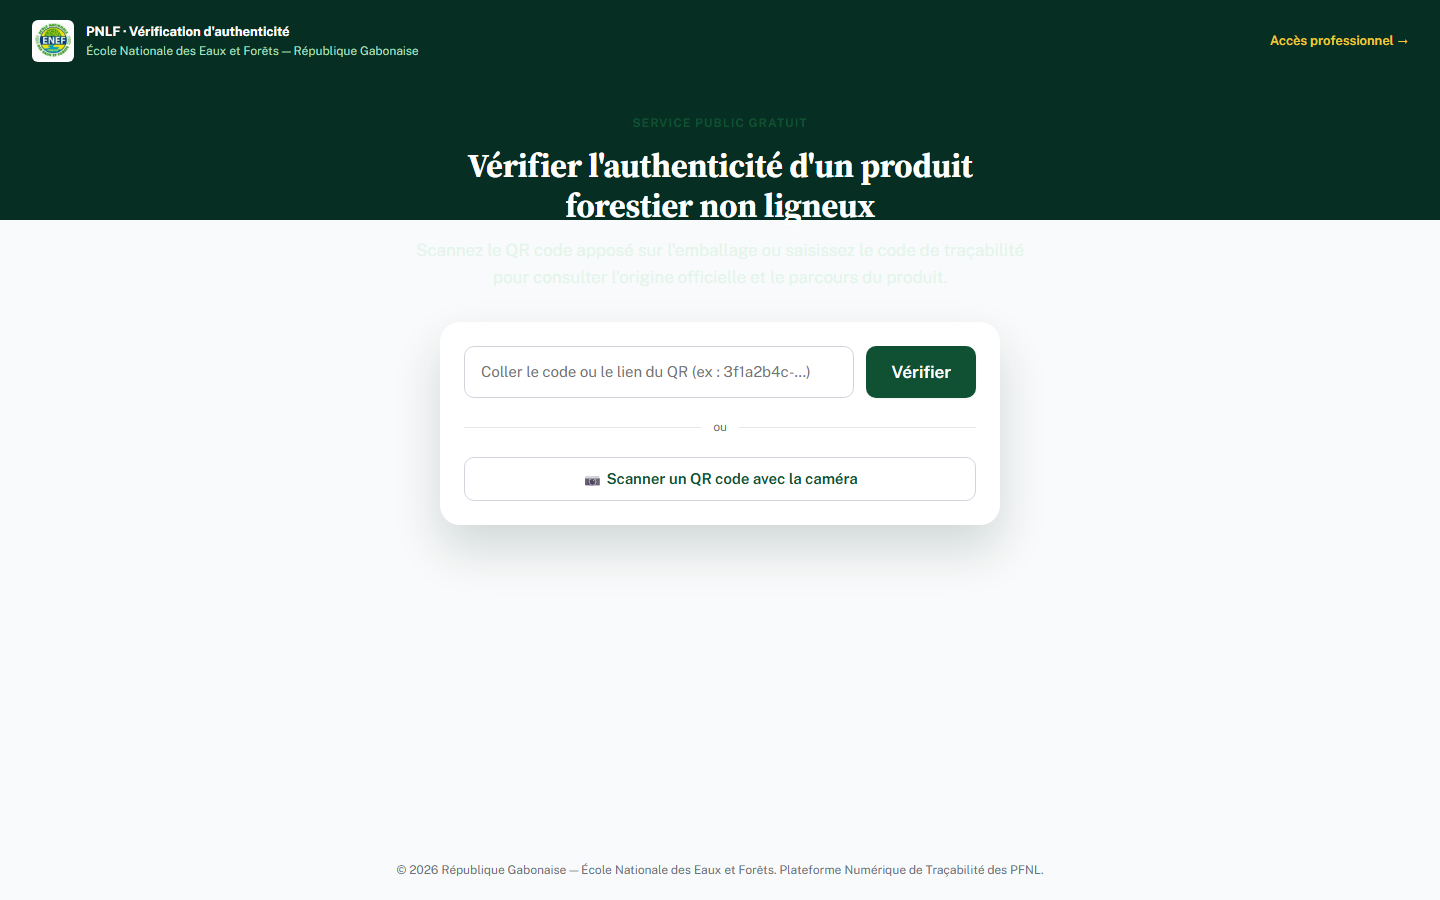 ENEF
PNLF · Vérification d'authenticité
École Nationale des Eaux et Forêts — République Gabonaise
Accès professionnel →
SERVICE PUBLIC GRATUIT
Vérifier l'authenticité d'un produit
forestier non ligneux
Scannez le QR code apposé sur l'emballage ou saisissez le code de traçabilité
pour consulter l'origine officielle et le parcours du produit.
Coller le code ou le lien du QR (ex : 3f1a2b4c-…)
Vérifier
ou
Scanner un QR code avec la caméra
© 2026 République Gabonaise — École Nationale des Eaux et Forêts. Plateforme Numérique de Traçabilité des PFNL.